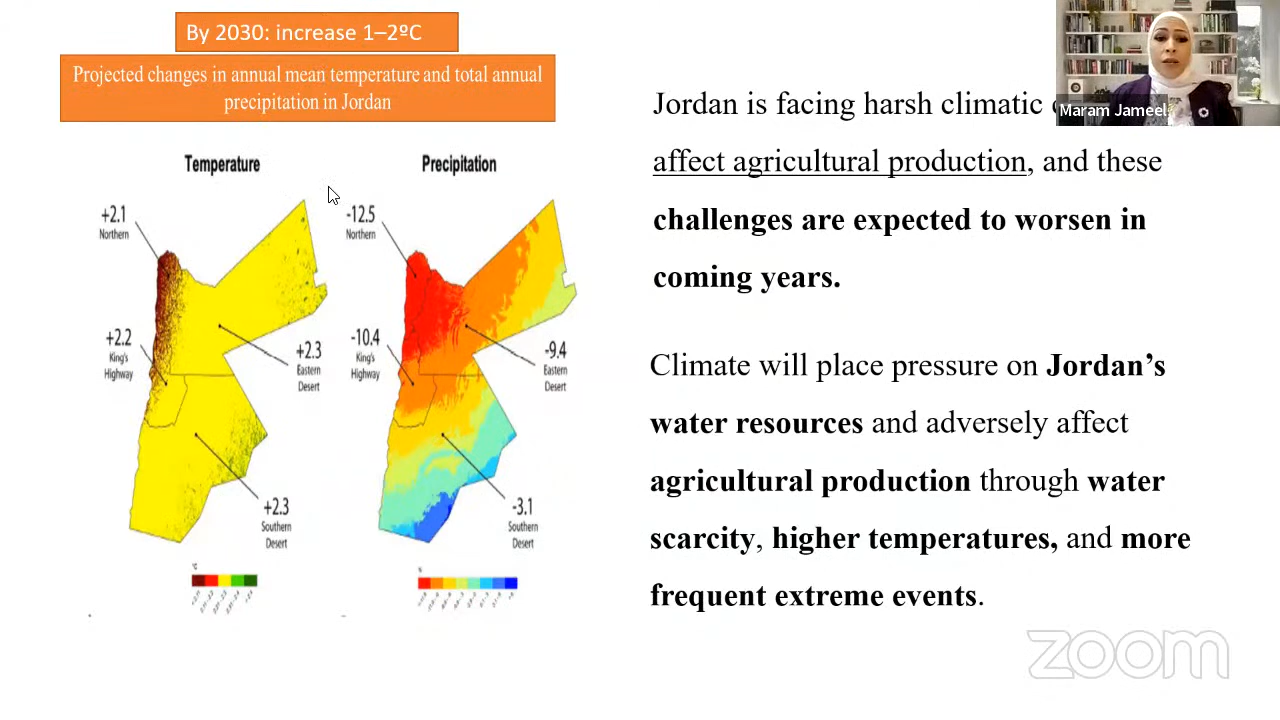 By 2030: increase 1–2ºC
Projected changes in annual mean temperature and total annual
precipitation in Jordan
Temperature
+2.1
Northern
+2.2
King's
Highway
+2.3
Eastern
Desert
+2.3
Southern
Desert
°C
Precipitation
-12.5
Northern
-10.4
King's
Highway
-9.4
Eastern
Desert
-3.1
Southern
Desert
%
Jordan is facing harsh climatic
affect agricultural production, and these
challenges are expected to worsen in
coming years.
Climate will place pressure on Jordan’s
water resources and adversely affect
agricultural production through water
scarcity, higher temperatures, and more
frequent extreme events.
Maram Jameel
zoom